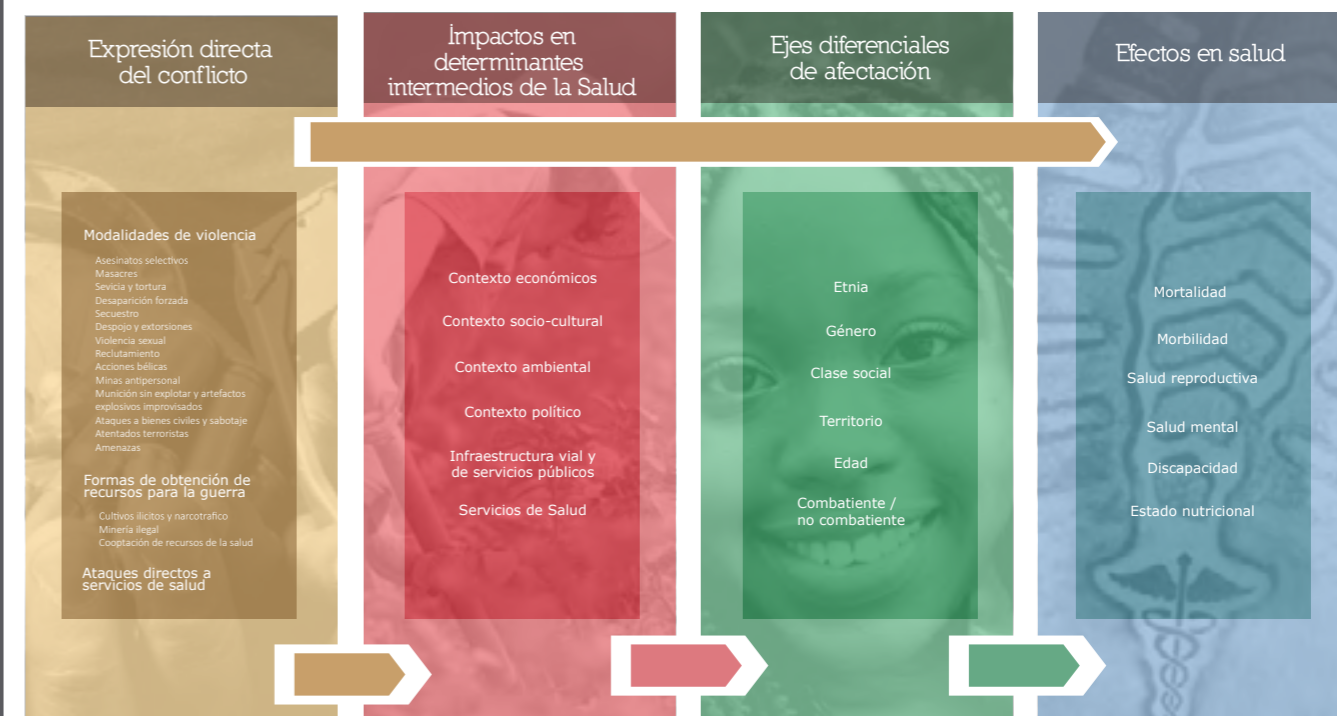 Expresión directa
del conflicto
Modalidades de violencia
Asesinatos selectivos
Masacres
Sevicia y tortura
Desaparición forzada
Secuestro
Despojo y extorsiones
Violencia sexual
Reclutamiento
Acciones bélicas
Minas antipersonal
Munición sin explotar y artefactos
explosivos improvisados
Ataques a bienes civiles y sabotaje
Atentados terroristas
Amenazas
Formas de obtención de
recursos para la guerra
Cultivos ilícitos y narcotrafico
Minería ilegal
Cooptación de recursos de la salud
Ataques directos a
servicios de salud
Impactos en
determinantes
intermedios de la Salud
Contexto económicos
Contexto socio-cultural
Contexto ambiental
Contexto político
Infraestructura vial y
de servicios públicos
Servicios de Salud
Ejes diferenciales
de afectación
Etnia
Género
Clase social
Territorio
Edad
Combatiente /
no combatiente
Efectos en salud
Mortalidad
Morbilidad
Salud reproductiva
Salud mental
Discapacidad
Estado nutricional